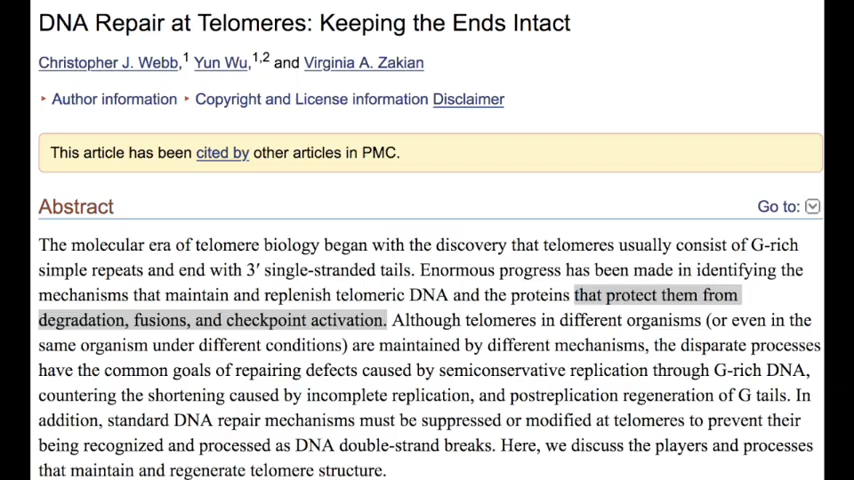 DNA Repair at Telomeres: Keeping the Ends Intact
Christopher J. Webb,1 Yun Wu,1,2 and Virginia A. Zakian
▸ Author information ▸ Copyright and License information Disclaimer
This article has been cited by other articles in PMC.
Abstract Go to:
The molecular era of telomere biology began with the discovery that telomeres usually consist of G-rich
simple repeats and end with 3′ single-stranded tails. Enormous progress has been made in identifying the
mechanisms that maintain and replenish telomeric DNA and the proteins that protect them from
degradation, fusions, and checkpoint activation. Although telomeres in different organisms (or even in the
same organism under different conditions) are maintained by different mechanisms, the disparate processes
have the common goals of repairing defects caused by semiconservative replication through G-rich DNA,
countering the shortening caused by incomplete replication, and postreplication regeneration of G tails. In
addition, standard DNA repair mechanisms must be suppressed or modified at telomeres to prevent their
being recognized and processed as DNA double-strand breaks. Here, we discuss the players and processes
that maintain and regenerate telomere structure.